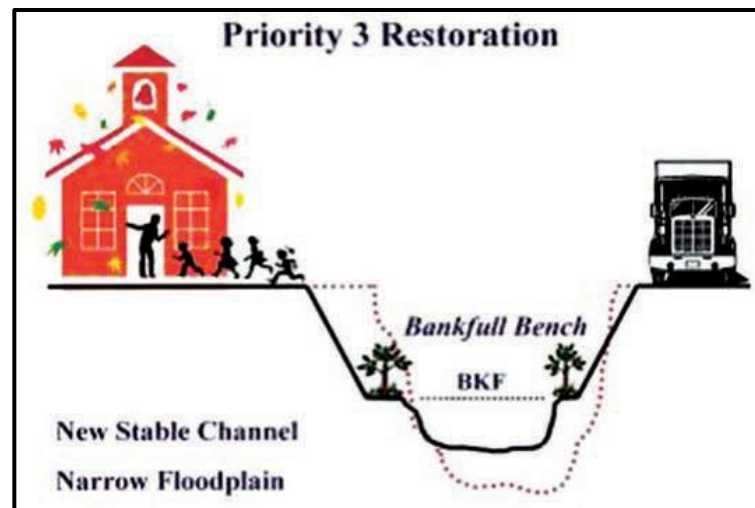 Priority 3 Restoration
Bankfull Bench
BKF
New Stable Channel
Narrow Floodplain